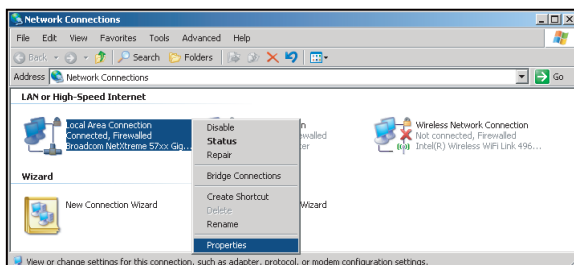 Network Connections
File Edit View Favorites Tools Advanced Help
Back Search Folders
Address Network Connections Go
LAN or High-Speed Internet
Local Area Connection
Connected, Firewalled
Broadcom NetXtreme 57xx Gig...
Disable
Status
Repair
Bridge Connections
Create Shortcut
Delete
Rename
Properties
Wireless Network Connection
Not connected, Firewalled
Intel(R) Wireless WiFi Link 496...
Wizard
New Connection Wizard
Wizard
View or change settings for this connection, such as adapter, protocol, or modem configuration settings.